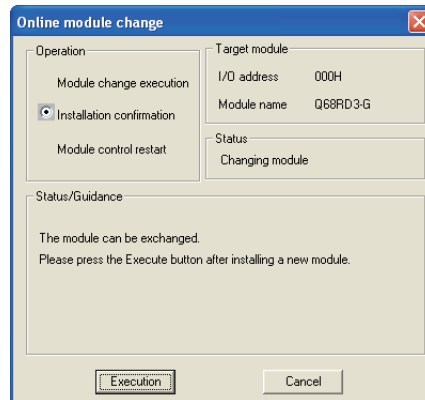 Online module change
Operation
Module change execution
Installation confirmation
Module control restart
Target module
I/O address 000H
Module name Q68RD3-G
Status
Changing module
Status/Guidance
The module can be exchanged.
Please press the Execute button after installing a new module.
Execution
Cancel